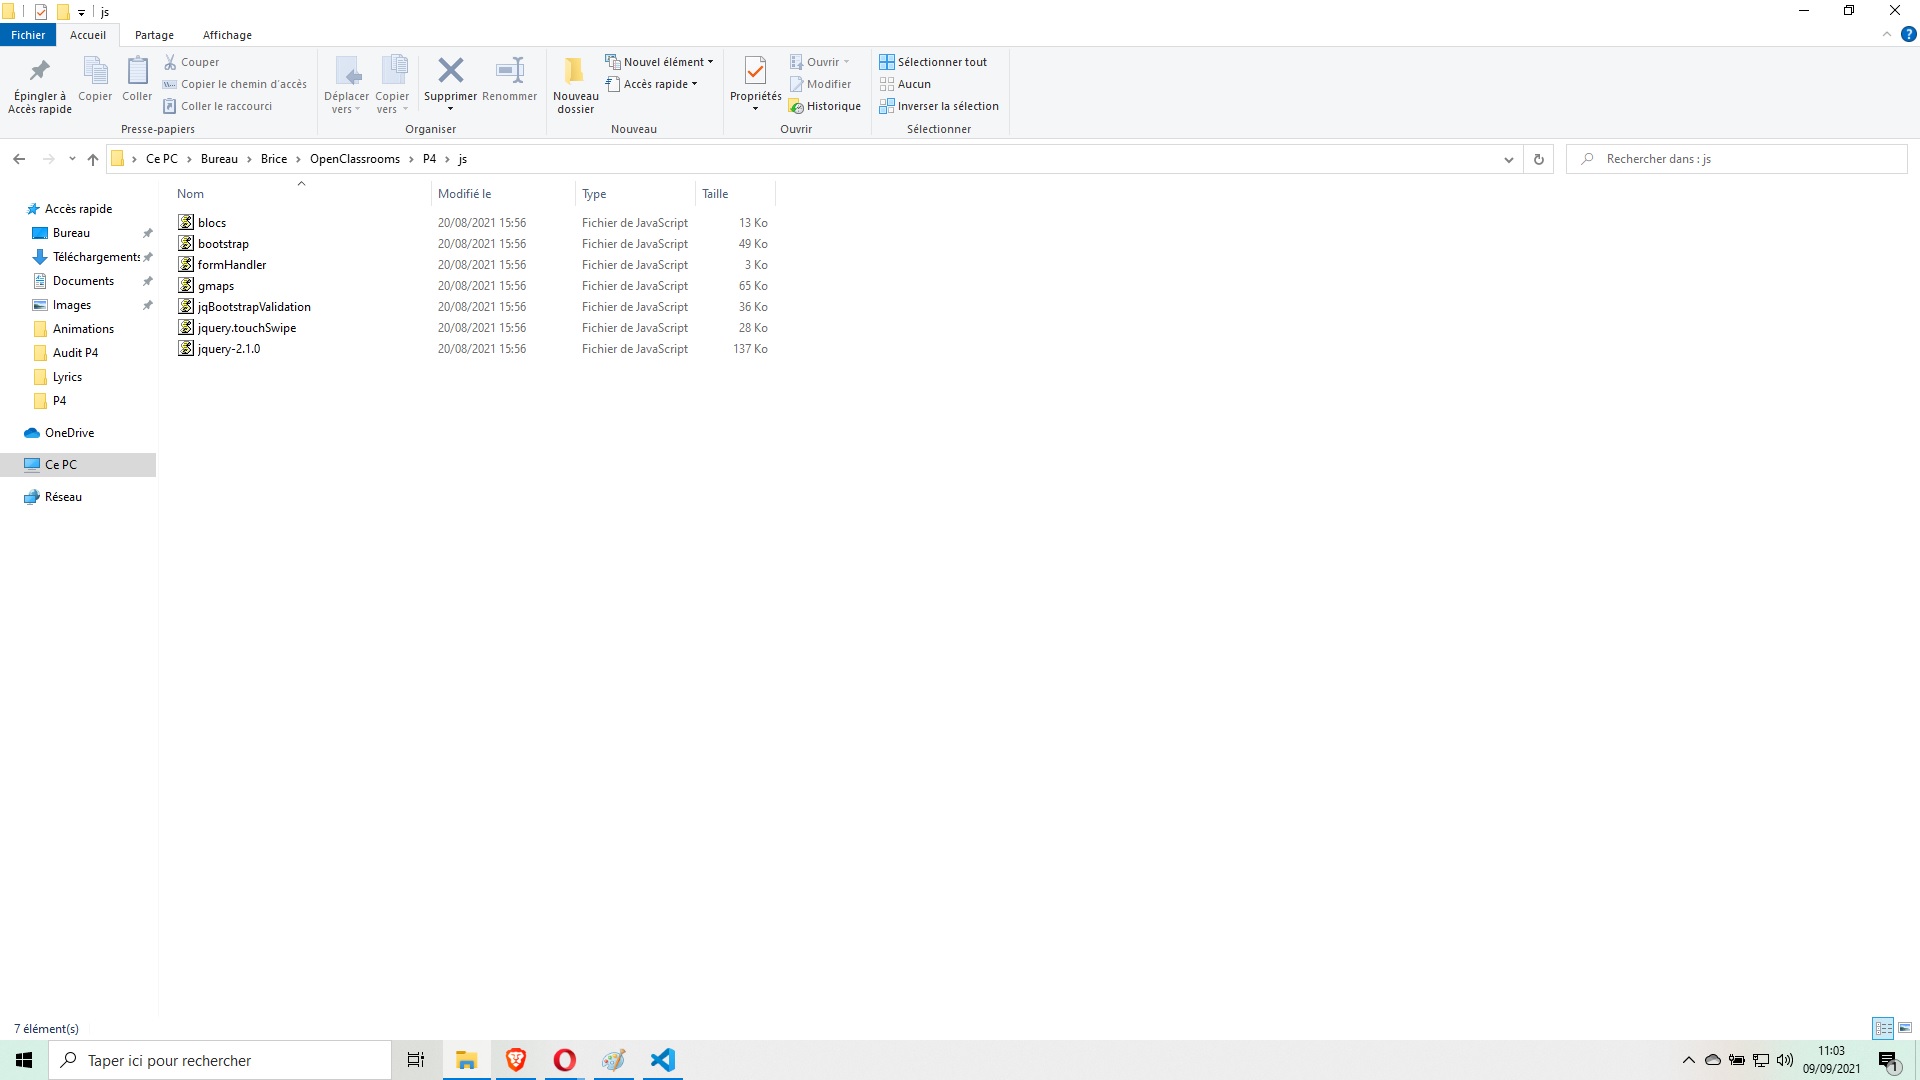 js
Fichier Accueil Partage Affichage
Épingler à Accès rapide
Copier
Coller
Couper
Copier le chemin d'accès
Coller le raccourci
Presse-papiers
Déplacer vers
Copier vers
Supprimer
Renommer
Organiser
Nouveau dossier
Nouvel élément
Accès rapide
Nouveau
Propriétés
Ouvrir
Modifier
Historique
Ouvrir
Sélectionner tout
Aucun
Inverser la sélection
Sélectionner
Ce PC > Bureau > Brice > OpenClassrooms > P4 > js
Rechercher dans : js
Accès rapide
Bureau
Téléchargements
Documents
Images
Animations
Audit P4
Lyrics
P4
OneDrive
Ce PC
Réseau
Nom Modifié le Type Taille
blocs 20/08/2021 15:56 Fichier de JavaScript 13 Ko
bootstrap 20/08/2021 15:56 Fichier de JavaScript 49 Ko
formHandler 20/08/2021 15:56 Fichier de JavaScript 3 Ko
gmaps 20/08/2021 15:56 Fichier de JavaScript 65 Ko
jqBootstrapValidation 20/08/2021 15:56 Fichier de JavaScript 36 Ko
jquery.touchSwipe 20/08/2021 15:56 Fichier de JavaScript 28 Ko
jquery-2.1.0 20/08/2021 15:56 Fichier de JavaScript 137 Ko
7 élément(s)
Taper ici pour rechercher
11:03
09/09/2021
1